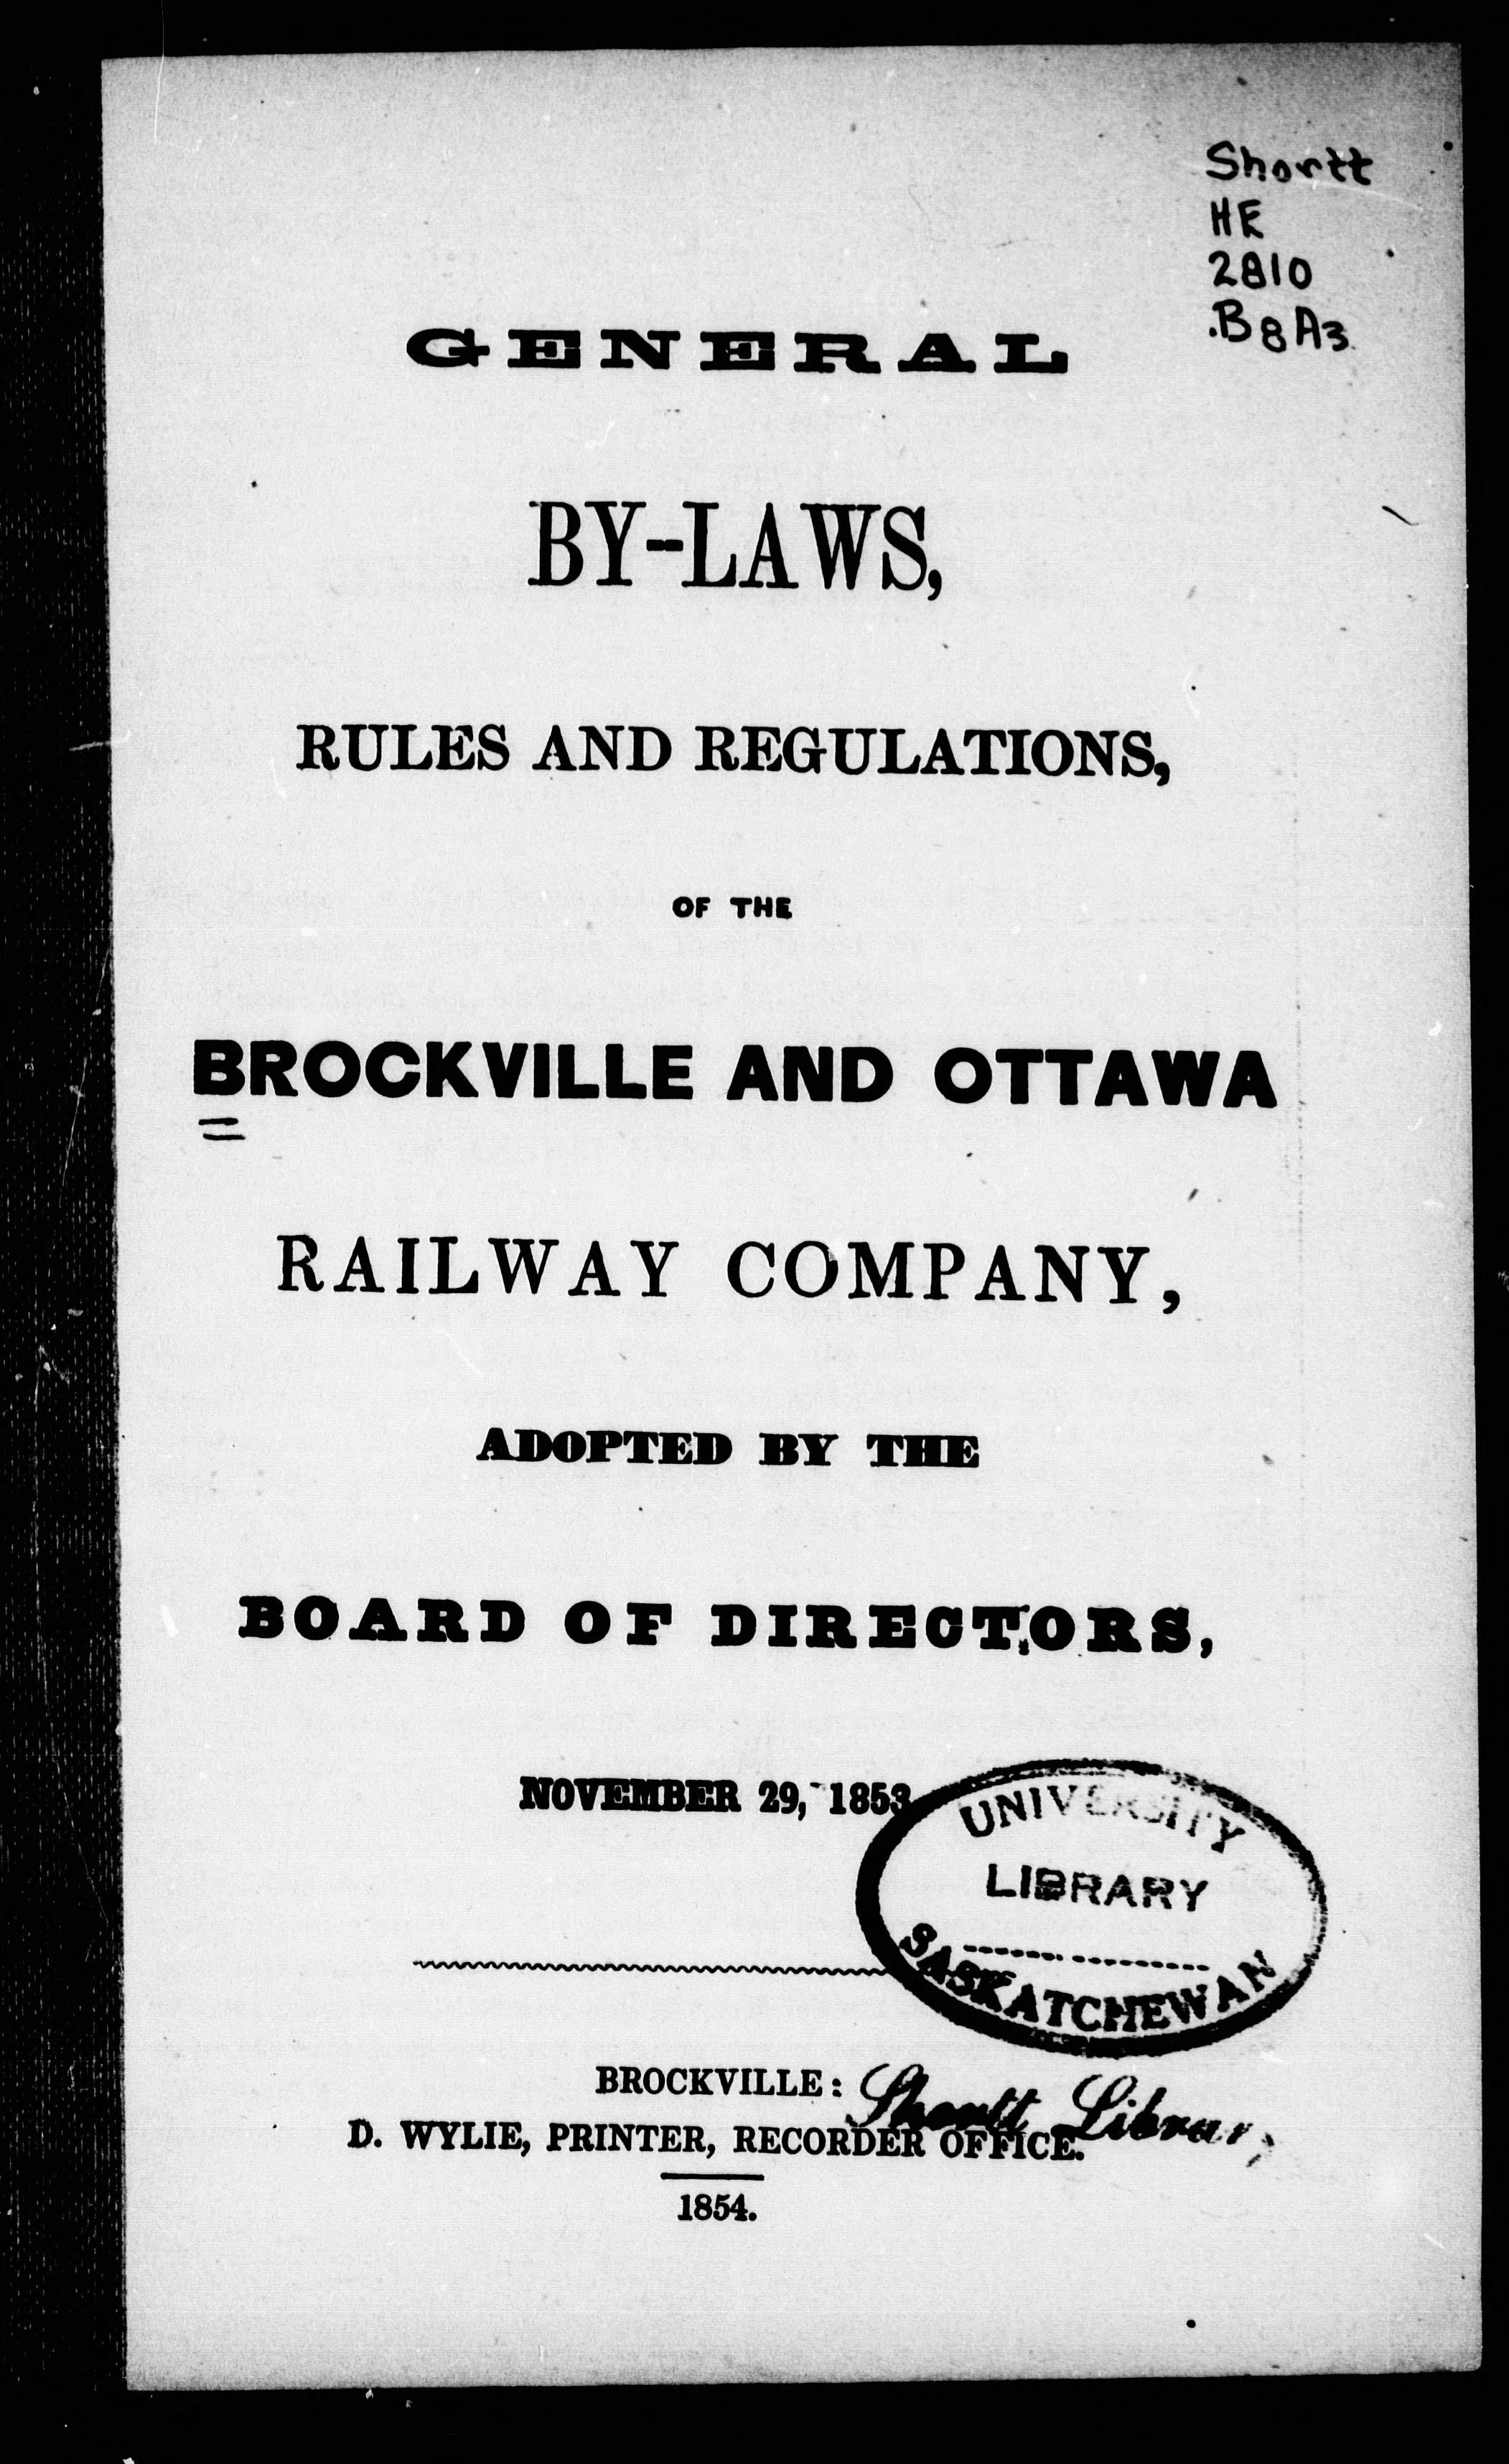 Shortt
HE
2810
.B8A3
GENERAL
BY-LAWS,
RULES AND REGULATIONS,
OF THE
BROCKVILLE AND OTTAWA
RAILWAY COMPANY,
ADOPTED BY THE
BOARD OF DIRECTORS,
NOVEMBER 29, 1853
UNIVERSITY
LIBRARY
SASKATCHEWAN
BROCKVILLE:
Shortt Library
D. WYLIE, PRINTER, RECORDER OFFICE.
1854.